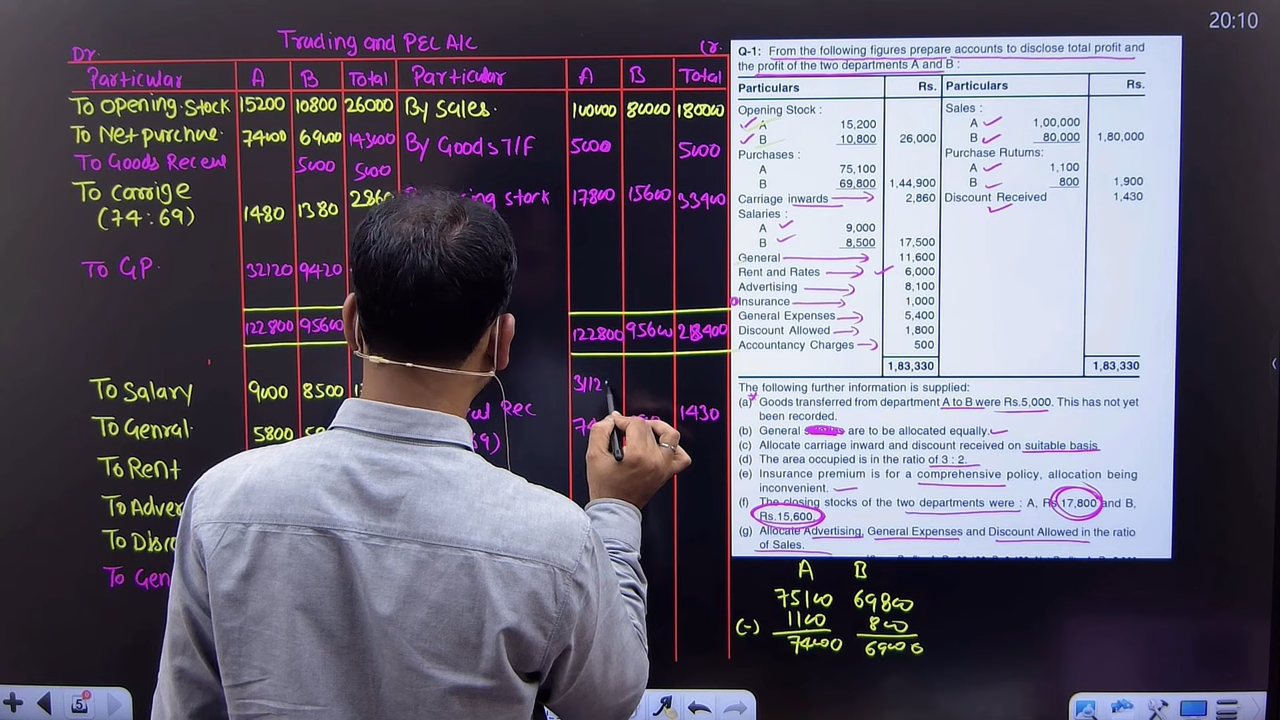 20:10
Trading and P&L A/c
Dr.
Cr.
Particular A B Total Particular A B Total
To Opening Stock 15200 10800 26000 By Sales. 100000 80000 180000
To Net purchase 74000 69000 143000 By Goods T/F 5000 5000
To Goods Receive 5000 5000
To Carrige 1480 1380 2860 stock 17800 15600 33400
(74:69)
To GP. 32120 9420
122800 95600 122800 95600 218400
To Salary 9000 8500 3112
To Genral 5800 Rec 1430
To Rent
To Adver
To Disco
To Gen
Q-1: From the following figures prepare accounts to disclose total profit and
the profit of the two departments A and B :
Particulars Rs. Particulars Rs.
Opening Stock : Sales :
A 15,200 A 1,00,000
B 10,800 26,000 B 80,000 1,80,000
Purchases : Purchase Ruturns:
A 75,100 A 1,100
B 69,800 1,44,900 B 800 1,900
Carriage inwards 2,860 Discount Received 1,430
Salaries :
A 9,000
B 8,500 17,500
General 11,600
Rent and Rates 6,000
Advertising 8,100
Insurance 1,000
General Expenses 5,400
Discount Allowed 1,800
Accountancy Charges 500
1,83,330 1,83,330
The following further information is supplied:
(a) Goods transferred from department A to B were Rs.5,000. This has not yet
been recorded.
(b) General are to be allocated equally.
(c) Allocate carriage inward and discount received on suitable basis.
(d) The area occupied is in the ratio of 3 : 2.
(e) Insurance premium is for a comprehensive policy, allocation being
inconvenient.
(f) The closing stocks of the two departments were : A, Rs.17,800 and B,
Rs.15,600.
(g) Allocate Advertising, General Expenses and Discount Allowed in the ratio
of Sales.
A B
75100 69800
(-) 1100 800
74000 69000
5